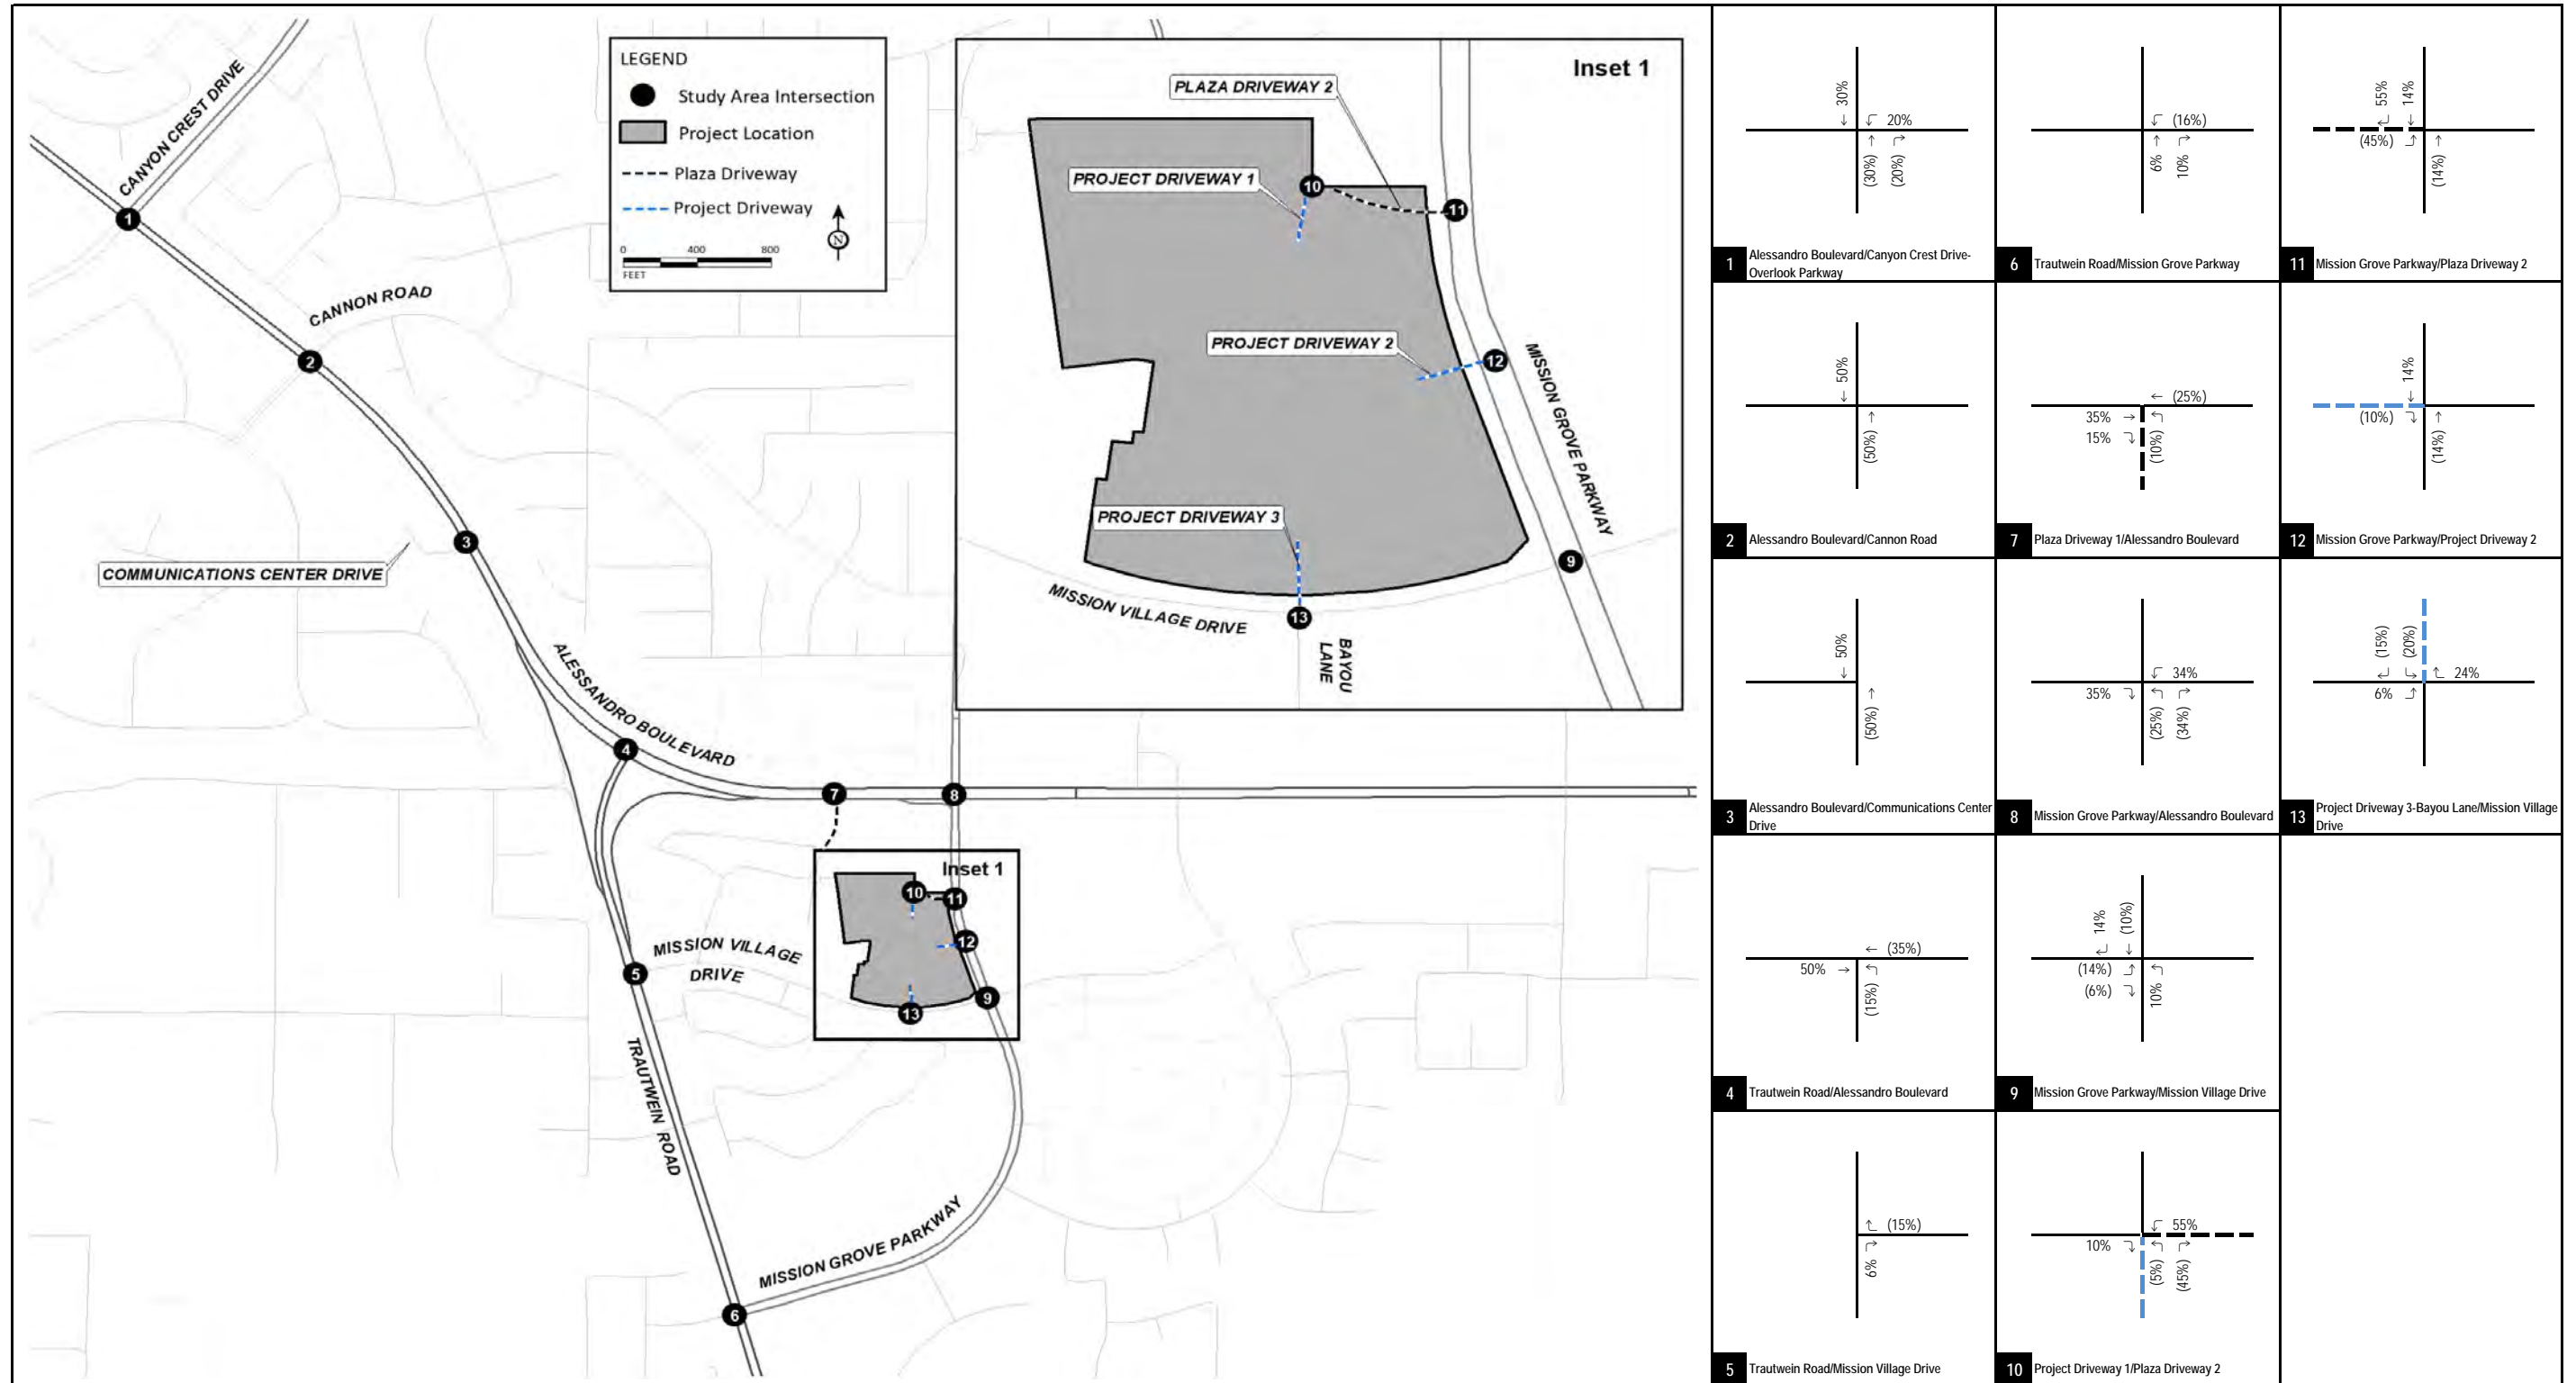 LEGEND
Study Area Intersection
Project Location
Plaza Driveway
Project Driveway
N
0 400 800
FEET
CANYON CREST DRIVE
1
CANNON ROAD
2
3
COMMUNICATIONS CENTER DRIVE
ALESSANDRO BOULEVARD
4
7
8
Inset 1
10
11
12
MISSION VILLAGE
DRIVE
5
9
13
TRAUTWEIN ROAD
MISSION GROVE PARKWAY
6
Inset 1
PLAZA DRIVEWAY 2
PROJECT DRIVEWAY 1
10
11
PROJECT DRIVEWAY 2
12
MISSION GROVE PARKWAY
PROJECT DRIVEWAY 3
9
MISSION VILLAGE DRIVE
13
BAYOU
LANE
30%
↓ ↙ 20%
↑ ↱
(30%) (20%)
1 Alessandro Boulevard/Canyon Crest Drive-
Overlook Parkway
6% 10%
(16%)
6 Trautwein Road/Mission Grove Parkway
55% 14%
(45%)
(14%)
11 Mission Grove Parkway/Plaza Driveway 2
50%
(50%)
2 Alessandro Boulevard/Cannon Road
(25%)
35%
15%
(10%)
7 Plaza Driveway 1/Alessandro Boulevard
14%
(10%)
(14%)
12 Mission Grove Parkway/Project Driveway 2
50%
(50%)
3 Alessandro Boulevard/Communications Center
Drive
34%
35%
(25%) (34%)
8 Mission Grove Parkway/Alessandro Boulevard
(15%) (20%)
24%
6%
13 Project Driveway 3-Bayou Lane/Mission Village
Drive
(35%)
50%
(15%)
4 Trautwein Road/Alessandro Boulevard
14% (10%)
(14%)
(6%)
10%
9 Mission Grove Parkway/Mission Village Drive
(15%)
6%
5 Trautwein Road/Mission Village Drive
55%
10%
(5%) (45%)
10 Project Driveway 1/Plaza Driveway 2